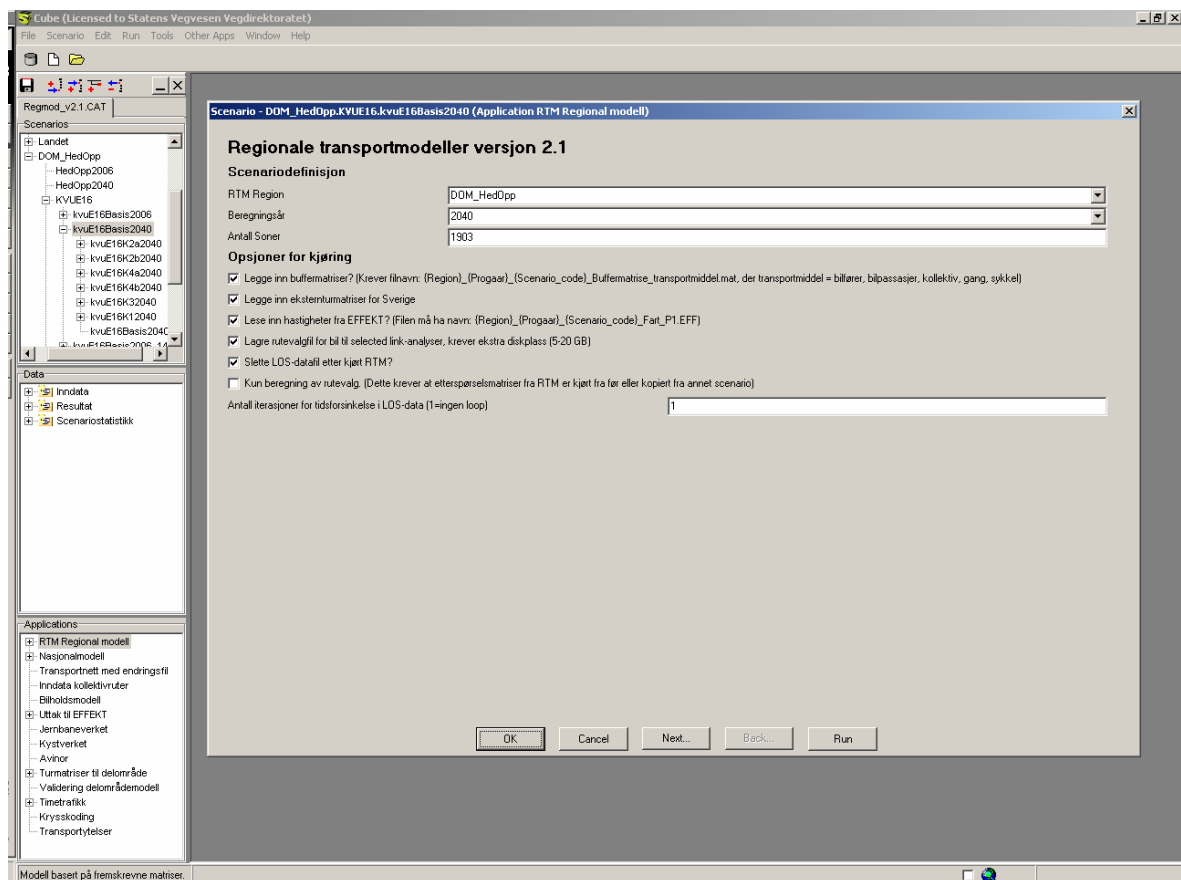 Cube (Licensed to Statens Vegvesen Vegdirektoratet)
File Scenario Edit Run Tools Other Apps Window Help
Regmod_v2.1.CAT
Scenarios
Landet
DOM_HedOpp
HedOpp2006
HedOpp2040
KVUE16
kvuE16Basis2006
kvuE16Basis2040
kvuE16K2a2040
kvuE16K2b2040
kvuE16K4a2040
kvuE16K4b2040
kvuE16K32040
kvuE16K12040
kvuE16Basis2040
kvuE16Basis2006_14
Data
Inndata
Resultat
Scenariostatistikk
Applications
RTM Regional modell
Nasjonalmodell
Transportnett med endringsfil
Inndata kollektivruter
Bilholdsmodell
Uttak til EFFEKT
Jernbaneverket
Kystverket
Avinor
Turmatriser til delområde
Validering delområdemodell
Timetrafikk
Krysskoding
Transportytelser
Scenario - DOM_HedOpp.KVUE16.kvuE16Basis2040 (Application RTM Regional modell)
Regionale transportmodeller versjon 2.1
Scenariodefinisjon
RTM Region DOM_HedOpp
Beregningsår 2040
Antall Soner 1903
Opsjoner for kjøring
Legge inn buffermatriser? (Krever filnavn: {Region}_{Progaar}_{Scenario_code}_Buffermatrise_transportmiddel.mat, der transportmiddel = bilfører, bilpassasjer, kollektiv, gang, sykkel)
Legge inn eksternturmatriser for Sverige
Lese inn hastigheter fra EFFEKT? (Filen må ha navn: {Region}_{Progaar}_{Scenario_code}_Fart_P1.EFF)
Lagre rutevalgfil for bil til selected link-analyser, krever ekstra diskplass (5-20 GB)
Slette LOS-datafil etter kjørt RTM?
Kun beregning av rutevalg. (Dette krever at etterspørselsmatriser fra RTM er kjørt fra før eller kopiert fra annet scenario)
Antall iterasjoner for tidsforsinkelse i LOS-data (1=ingen loop) 1
OK Cancel Next... Back... Run
Modell basert på fremskrevne matriser.